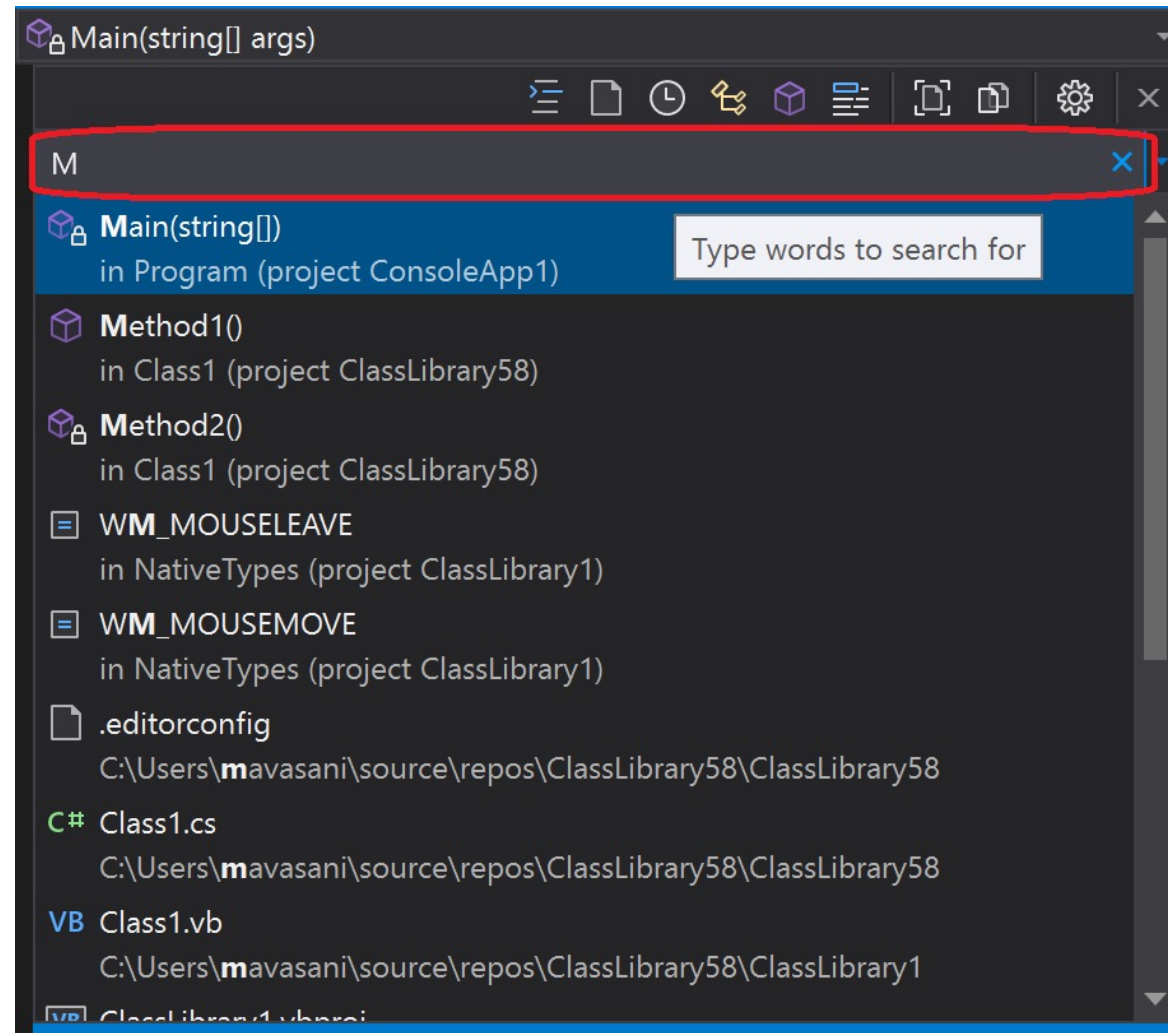 Main(string[] args)
M
Main(string[])
Type words to search for
in Program (project ConsoleApp1)
Method1()
in Class1 (project ClassLibrary58)
Method2()
in Class1 (project ClassLibrary58)
WM_MOUSELEAVE
in NativeTypes (project ClassLibrary1)
WM_MOUSEMOVE
in NativeTypes (project ClassLibrary1)
.editorconfig
C:\Users\mavasani\source\repos\ClassLibrary58\ClassLibrary58
C# Class1.cs
C:\Users\mavasani\source\repos\ClassLibrary58\ClassLibrary58
VB Class1.vb
C:\Users\mavasani\source\repos\ClassLibrary58\ClassLibrary1
VB ClassLibrary1.vbproj